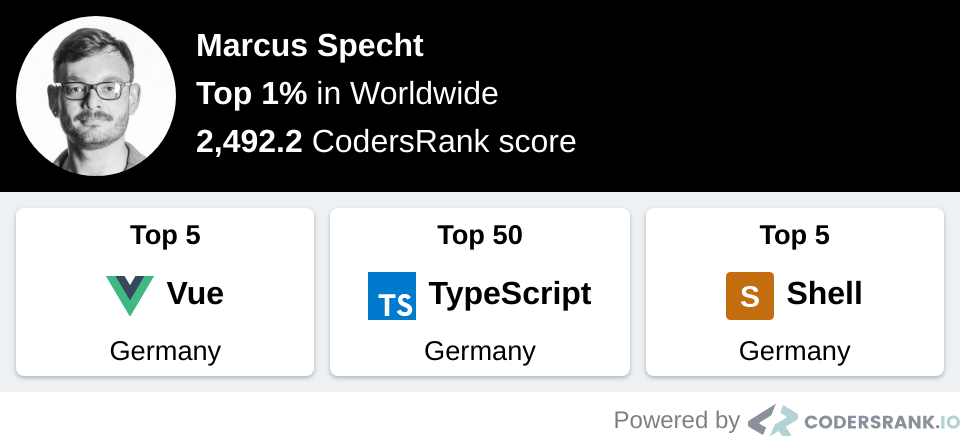 Marcus Specht
Top 1% in Worldwide
2,492.2 CodersRank score
Top 5
Vue
Germany
Top 50
TS TypeScript
Germany
Top 5
S Shell
Germany
Powered by CODERSRANK.IO